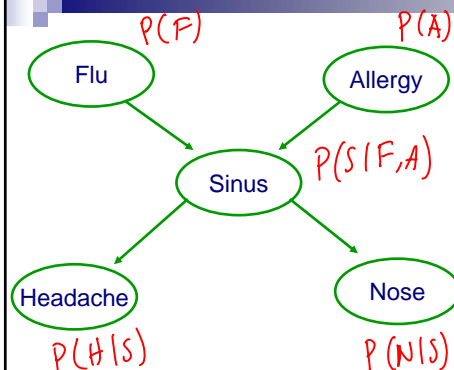 P(F) P(A)
Flu Allergy
Sinus P(S|F,A)
Headache Nose
P(H|S) P(N|S)